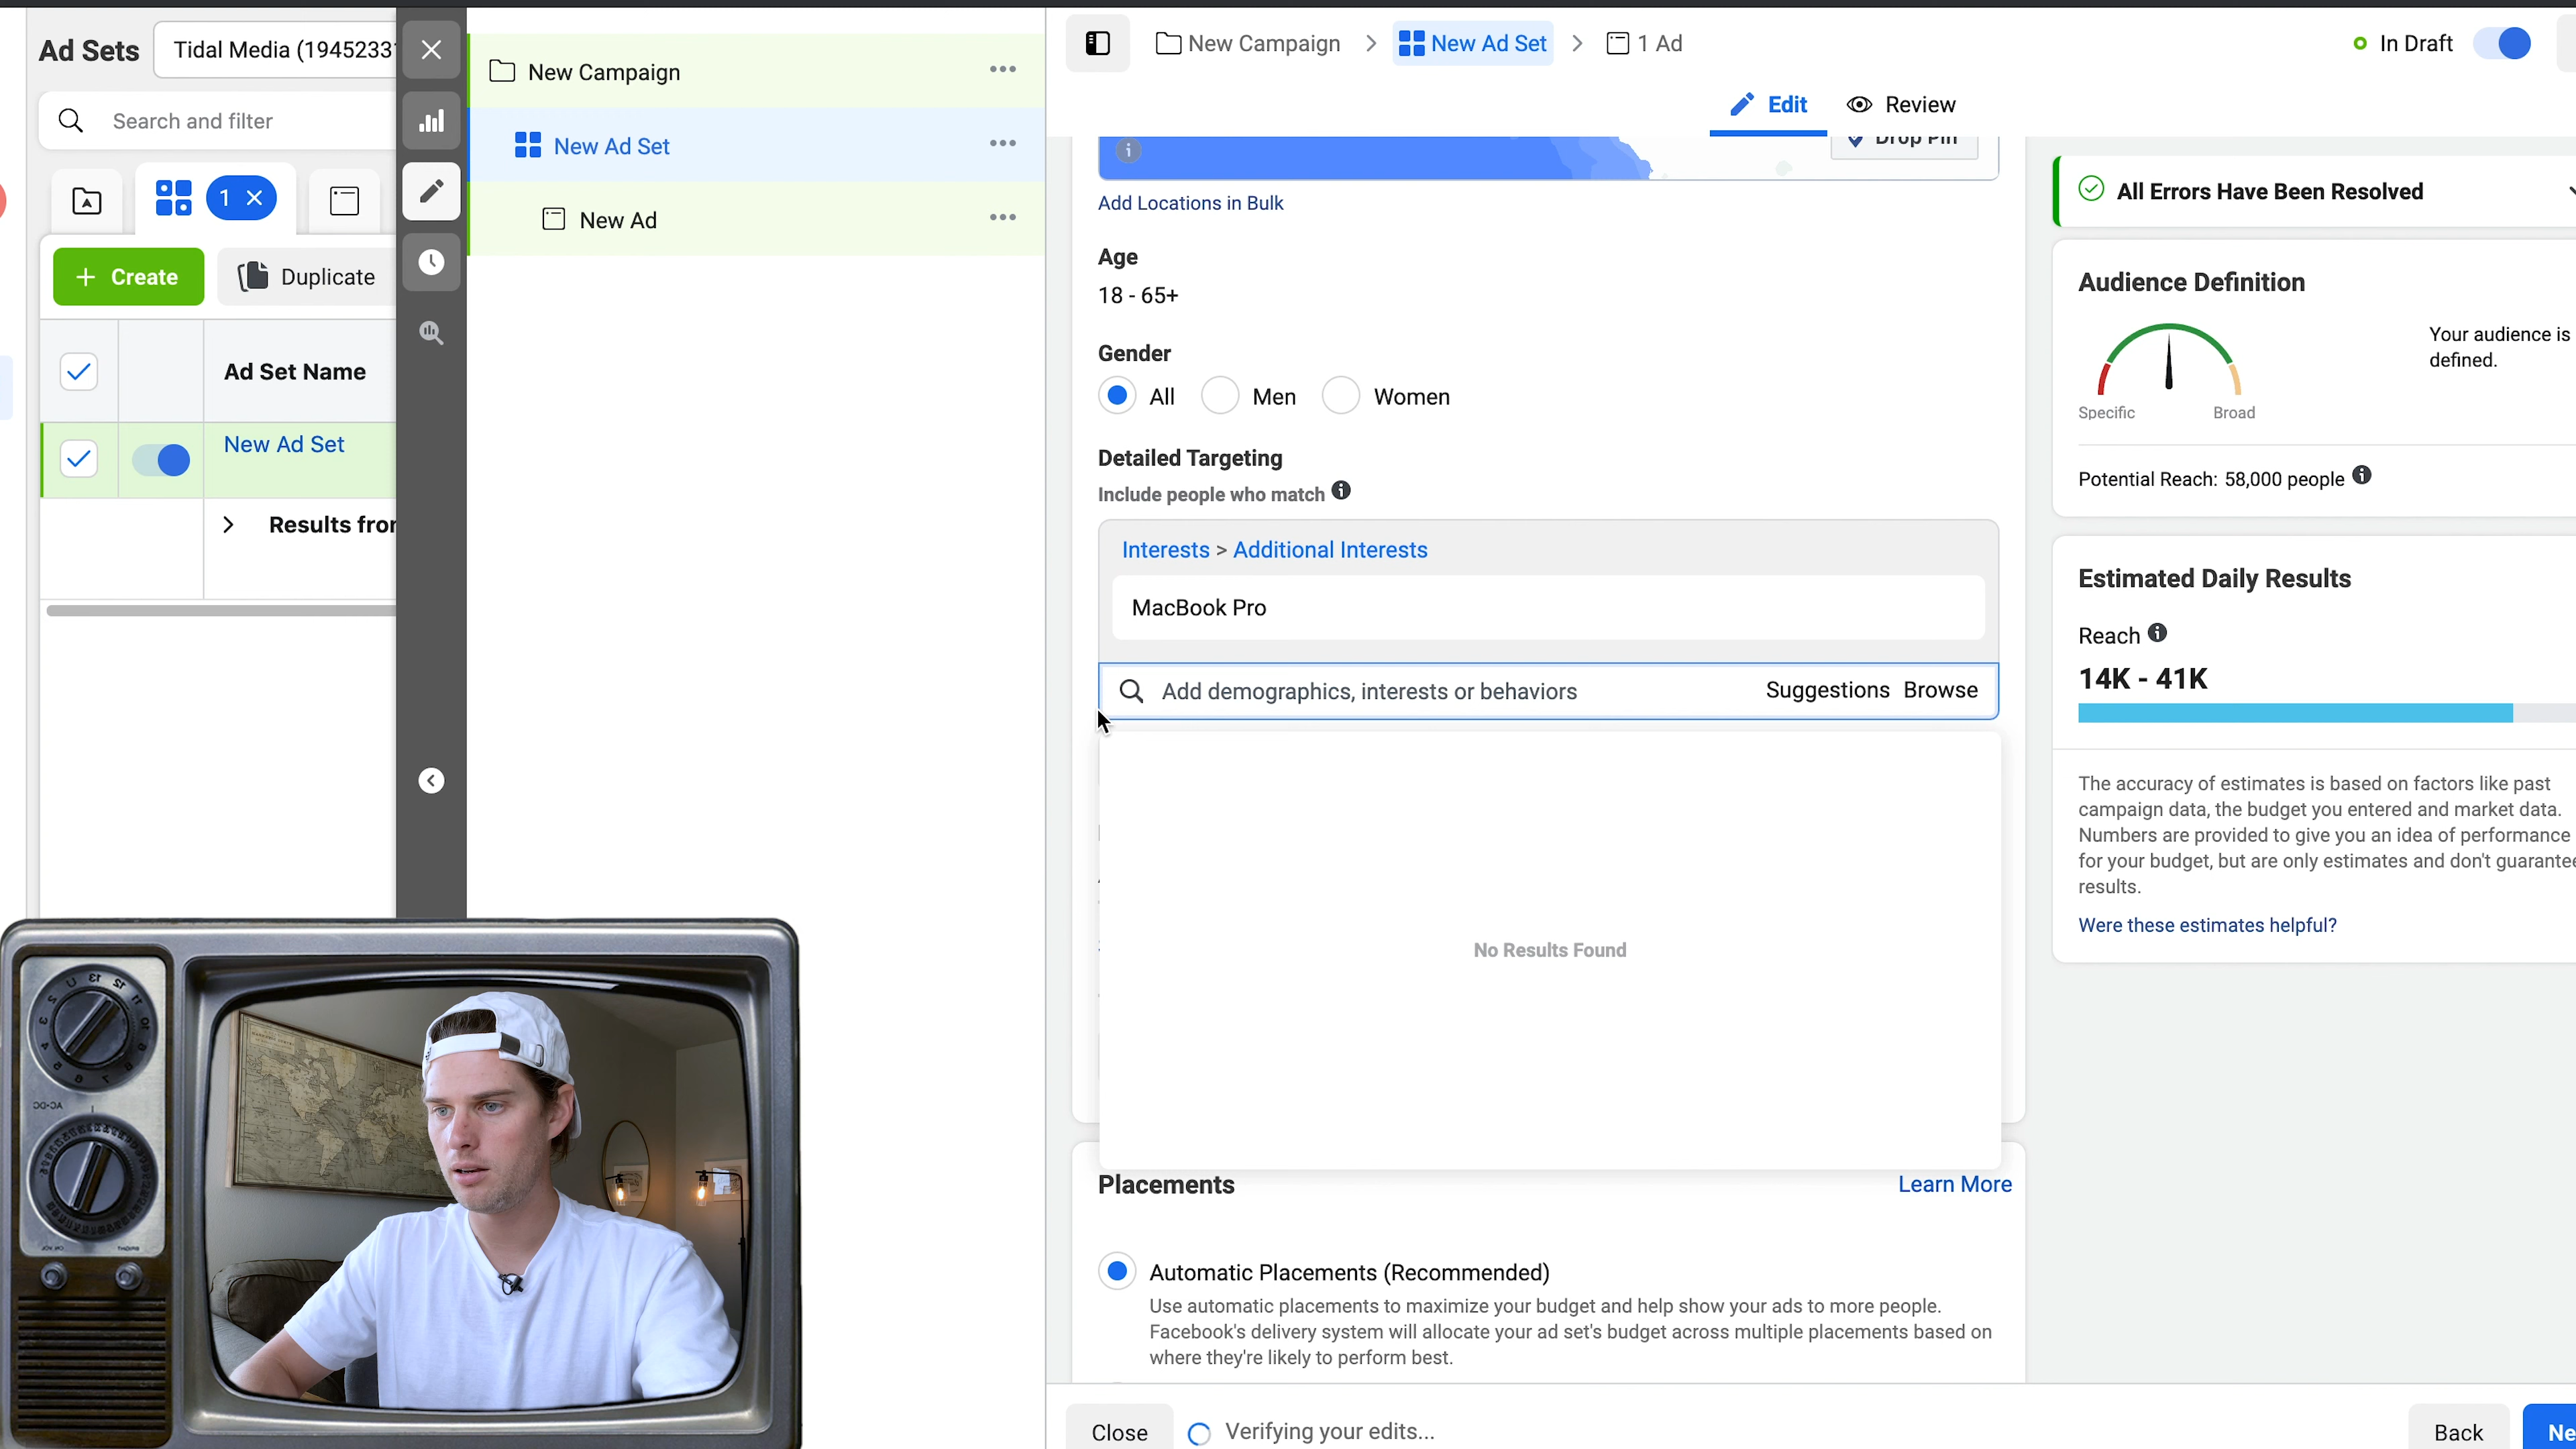 Ad Sets
Tidal Media (1945233
Search and filter
1
Create
Duplicate
Ad Set Name
New Ad Set
Results from
New Campaign
New Ad Set
New Ad
New Campaign > New Ad Set > 1 Ad
In Draft
Edit
Review
Drop Pin
Add Locations in Bulk
Age
18 - 65+
Gender
All
Men
Women
Detailed Targeting
Include people who match
Interests > Additional Interests
MacBook Pro
Add demographics, interests or behaviors
Suggestions
Browse
No Results Found
Placements
Learn More
Automatic Placements (Recommended)
Use automatic placements to maximize your budget and help show your ads to more people.
Facebook's delivery system will allocate your ad set's budget across multiple placements based on
where they're likely to perform best.
Close
Verifying your edits...
Back
Ne
All Errors Have Been Resolved
Audience Definition
Your audience is
defined.
Specific
Broad
Potential Reach: 58,000 people
Estimated Daily Results
Reach
14K - 41K
The accuracy of estimates is based on factors like past
campaign data, the budget you entered and market data.
Numbers are provided to give you an idea of performance
for your budget, but are only estimates and don't guarantee
results.
Were these estimates helpful?